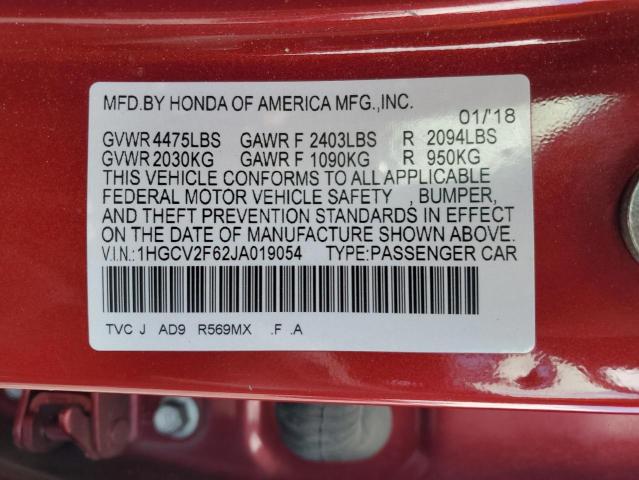 MFD.BY HONDA OF AMERICA MFG.,INC.
01/'18
GVWR 4475LBS GAWR F 2403LBS R 2094LBS
GVWR 2030KG GAWR F 1090KG R 950KG
THIS VEHICLE CONFORMS TO ALL APPLICABLE
FEDERAL MOTOR VEHICLE SAFETY , BUMPER,
AND THEFT PREVENTION STANDARDS IN EFFECT
ON THE DATE OF MANUFACTURE SHOWN ABOVE.
V.I.N.:1HGCV2F62JA019054 TYPE:PASSENGER CAR
TVC J AD9 R569MX .F .A